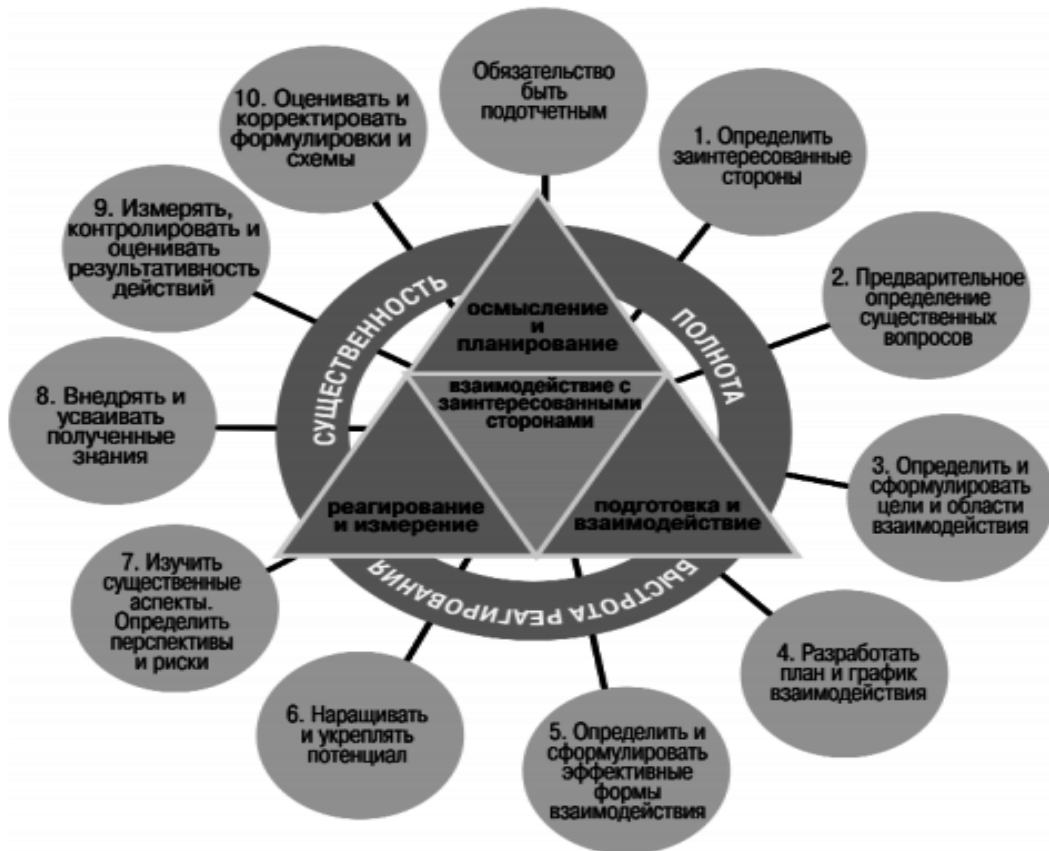 Обязательство
быть
подотчетным
1. Определить
заинтересованные
стороны
2. Предварительное
определение
существенных
вопросов
3. Определить и
сформулировать
цели и области
взаимодействия
4. Разработать
план и график
взаимодействия
5. Определить и
сформулировать
эффективные
формы
взаимодействия
6. Наращивать
и укреплять
потенциал
7. Изучить
существенные
аспекты.
Определить
перспективы
и риски
8. Внедрять и
усваивать
полученные
знания
9. Измерять,
контролировать и
оценивать
результативность
действий
10. Оценивать и
корректировать
формулировки и
схемы
СУЩЕСТВЕННОСТЬ
ПОЛНОТА
БЫСТРОТА РЕАГИРОВАНИЯ
осмысление
и
планирование
взаимодействие с
заинтересованными
сторонами
реагирование
и измерение
подготовка и
взаимодействие